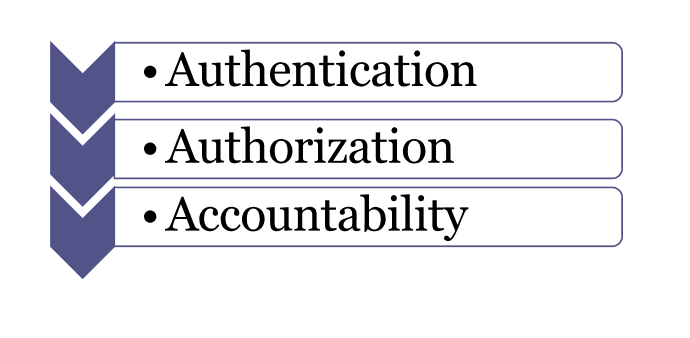 • Authentication
• Authorization
• Accountability